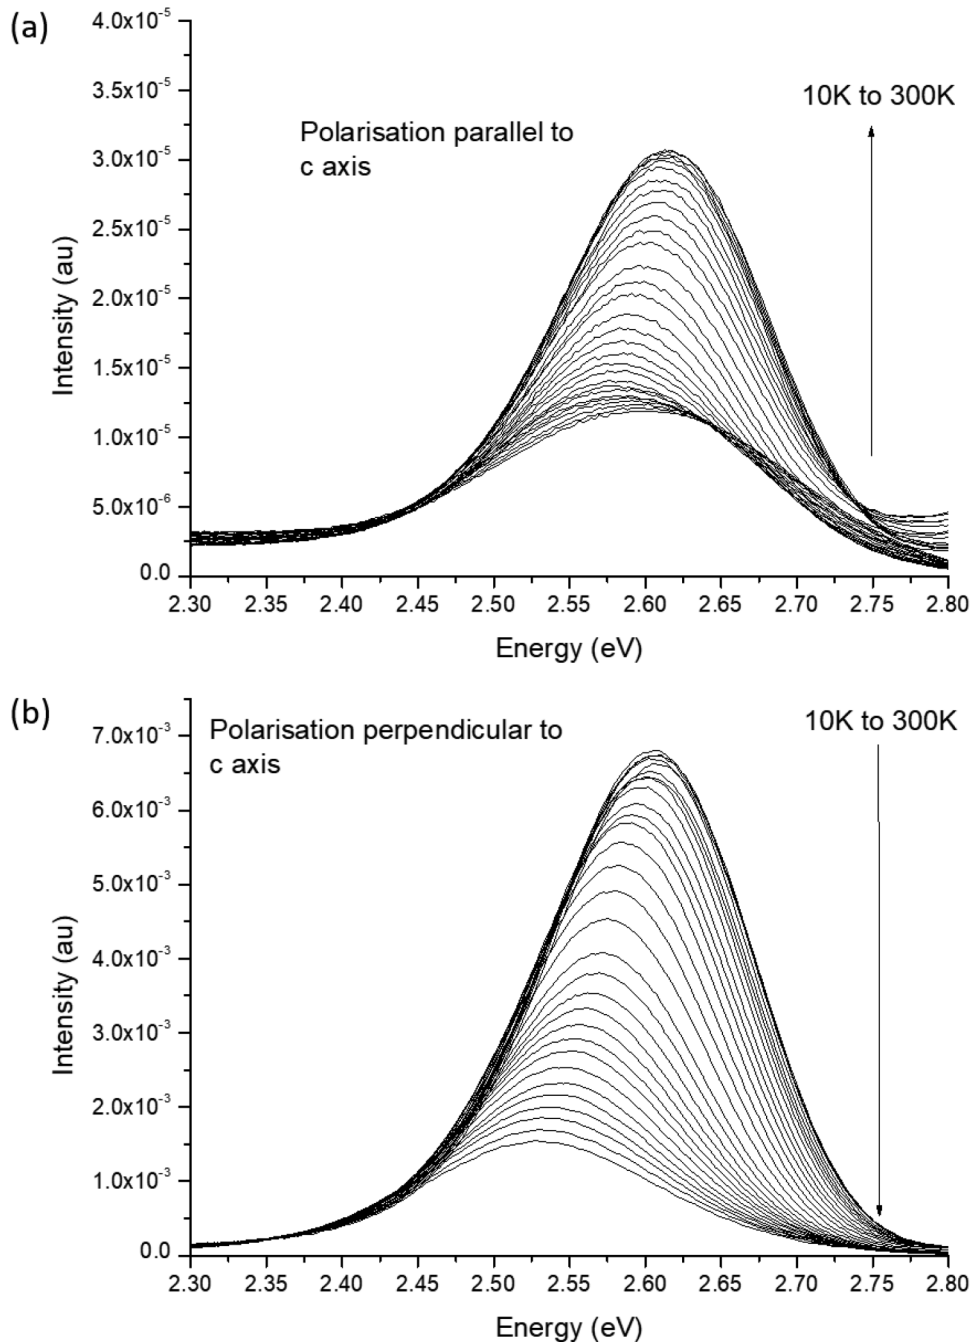 (a)
4.0x10⁻⁵
3.5x10⁻⁵
3.0x10⁻⁵
2.5x10⁻⁵
2.0x10⁻⁵
1.5x10⁻⁵
1.0x10⁻⁵
5.0x10⁻⁶
0.0
Intensity (au)
Polarisation parallel to
c axis
10K to 300K
2.30 2.35 2.40 2.45 2.50 2.55 2.60 2.65 2.70 2.75 2.80
Energy (eV)
(b)
7.0x10⁻³
6.0x10⁻³
5.0x10⁻³
4.0x10⁻³
3.0x10⁻³
2.0x10⁻³
1.0x10⁻³
0.0
Intensity (au)
Polarisation perpendicular to
c axis
10K to 300K
2.30 2.35 2.40 2.45 2.50 2.55 2.60 2.65 2.70 2.75 2.80
Energy (eV)